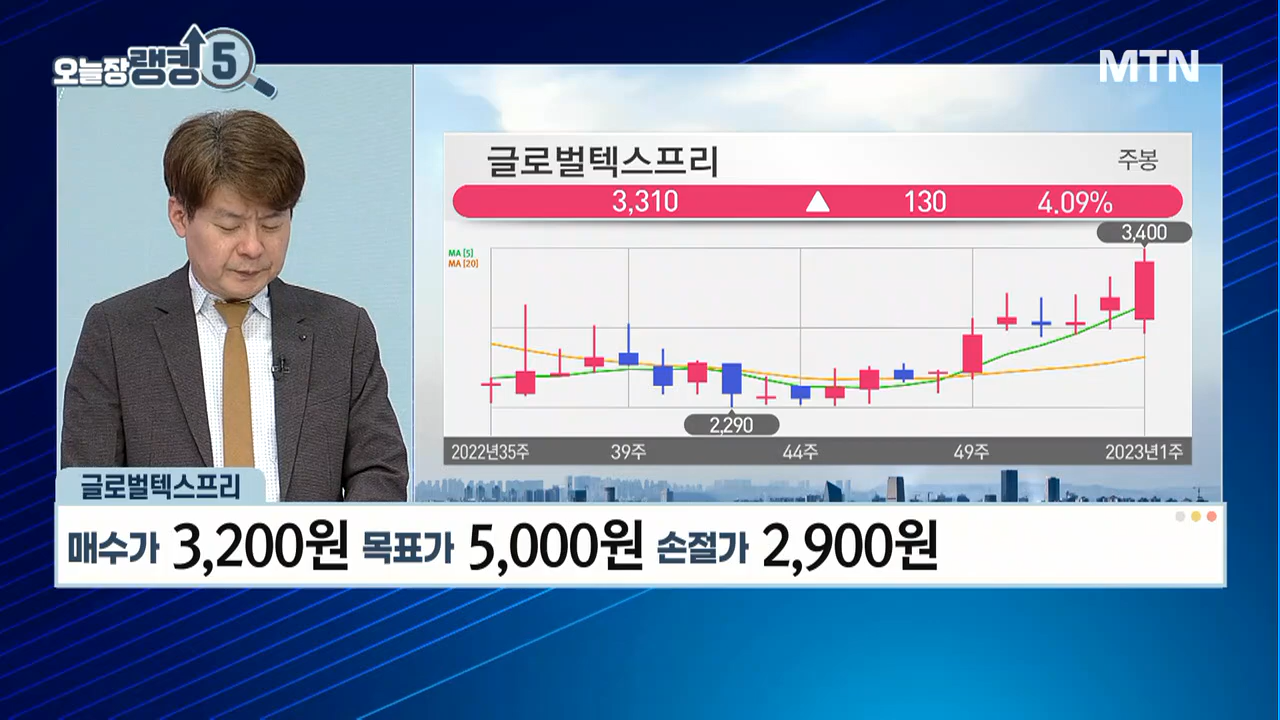 오늘장랭킹5
MTN
글로벌텍스프리
주봉
3,310 ▲ 130 4.09%
3,400
MA [5]
MA [20]
2,290
2022년35주 39주 44주 49주 2023년1주
글로벌텍스프리
매수가 3,200원 목표가 5,000원 손절가 2,900원